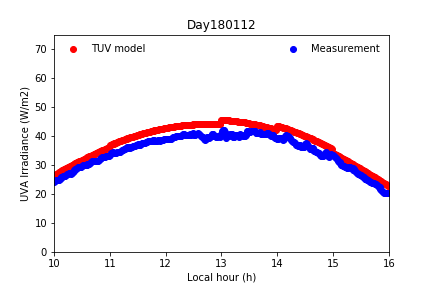 Day180112
TUV model
Measurement
UVA Irradiance (W/m2)
70
60
50
40
30
20
10
0
10 11 12 13 14 15 16
Local hour (h)